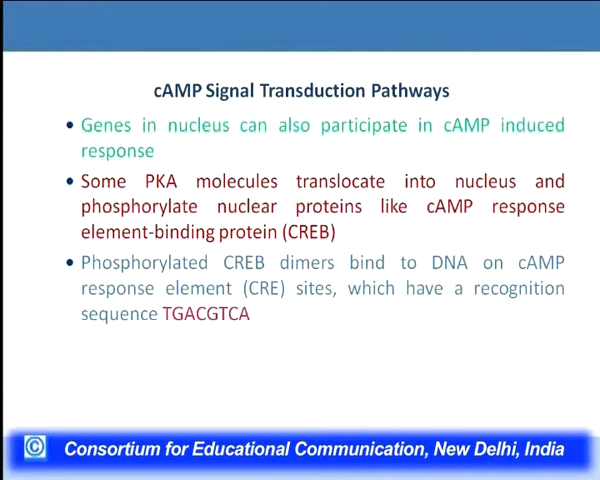 cAMP Signal Transduction Pathways
• Genes in nucleus can also participate in cAMP induced
response
• Some PKA molecules translocate into nucleus and
phosphorylate nuclear proteins like cAMP response
element-binding protein (CREB)
• Phosphorylated CREB dimers bind to DNA on cAMP
response element (CRE) sites, which have a recognition
sequence TGACGTCA
© Consortium for Educational Communication, New Delhi, India